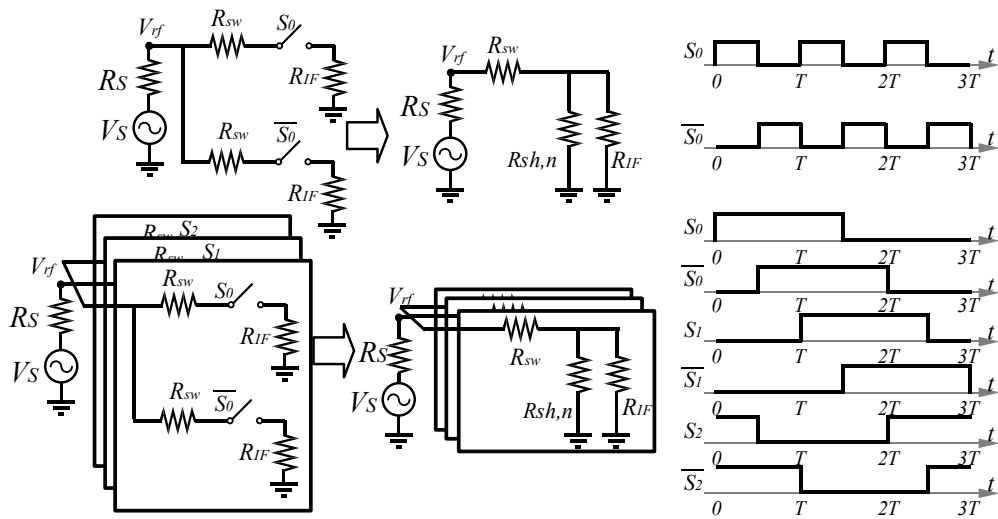 Vrf Rsw S0
RS
VS
RIF
Rsw S̅0̅
RIF
Vrf Rsw
RS
VS
Rsh,n RIF
S0 t
0 T 2T 3T
S̅0̅ t
0 T 2T 3T
Rsw S2
Rsw S1
Vrf
RS
VS
Rsw S0
RIF
Rsw S̅0̅
RIF
Vrf
RS
VS
Rsw
Rsh,n RIF
S0 t
0 T 2T 3T
S̅0̅ t
0 T 2T 3T
S1 t
0 T 2T 3T
S̅1̅ t
0 T 2T 3T
S2 t
0 T 2T 3T
S̅2̅ t
0 T 2T 3T